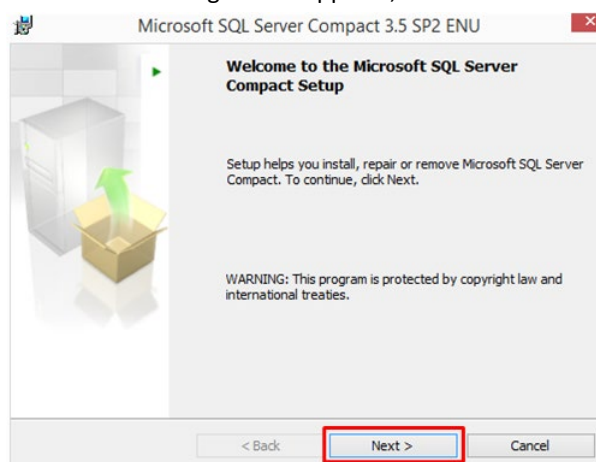 Microsoft SQL Server Compact 3.5 SP2 ENU
Welcome to the Microsoft SQL Server
Compact Setup
Setup helps you install, repair or remove Microsoft SQL Server
Compact. To continue, click Next.
WARNING: This program is protected by copyright law and
international treaties.
< Back Next > Cancel